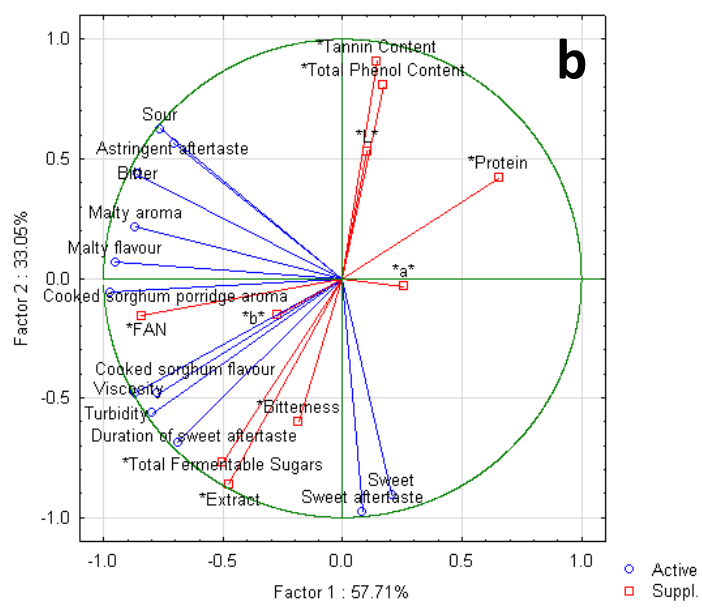 b
1.0
0.5
0.0
-0.5
-1.0
Factor 2 : 33.05%
*Tannin Content
*Total Phenol Content
Sour
*L*
Astringent aftertaste
*Protein
Bitter
Malty aroma
Malty flavour
*a*
Cooked sorghum porridge aroma
*FAN
*b*
Cooked sorghum flavour
Viscosity
*Bitterness
Turbidity
Duration of sweet aftertaste
*Total Fermentable Sugars
Sweet
*Extract
Sweet aftertaste
-1.0 -0.5 0.0 0.5 1.0
Factor 1 : 57.71%
Active
Suppl.